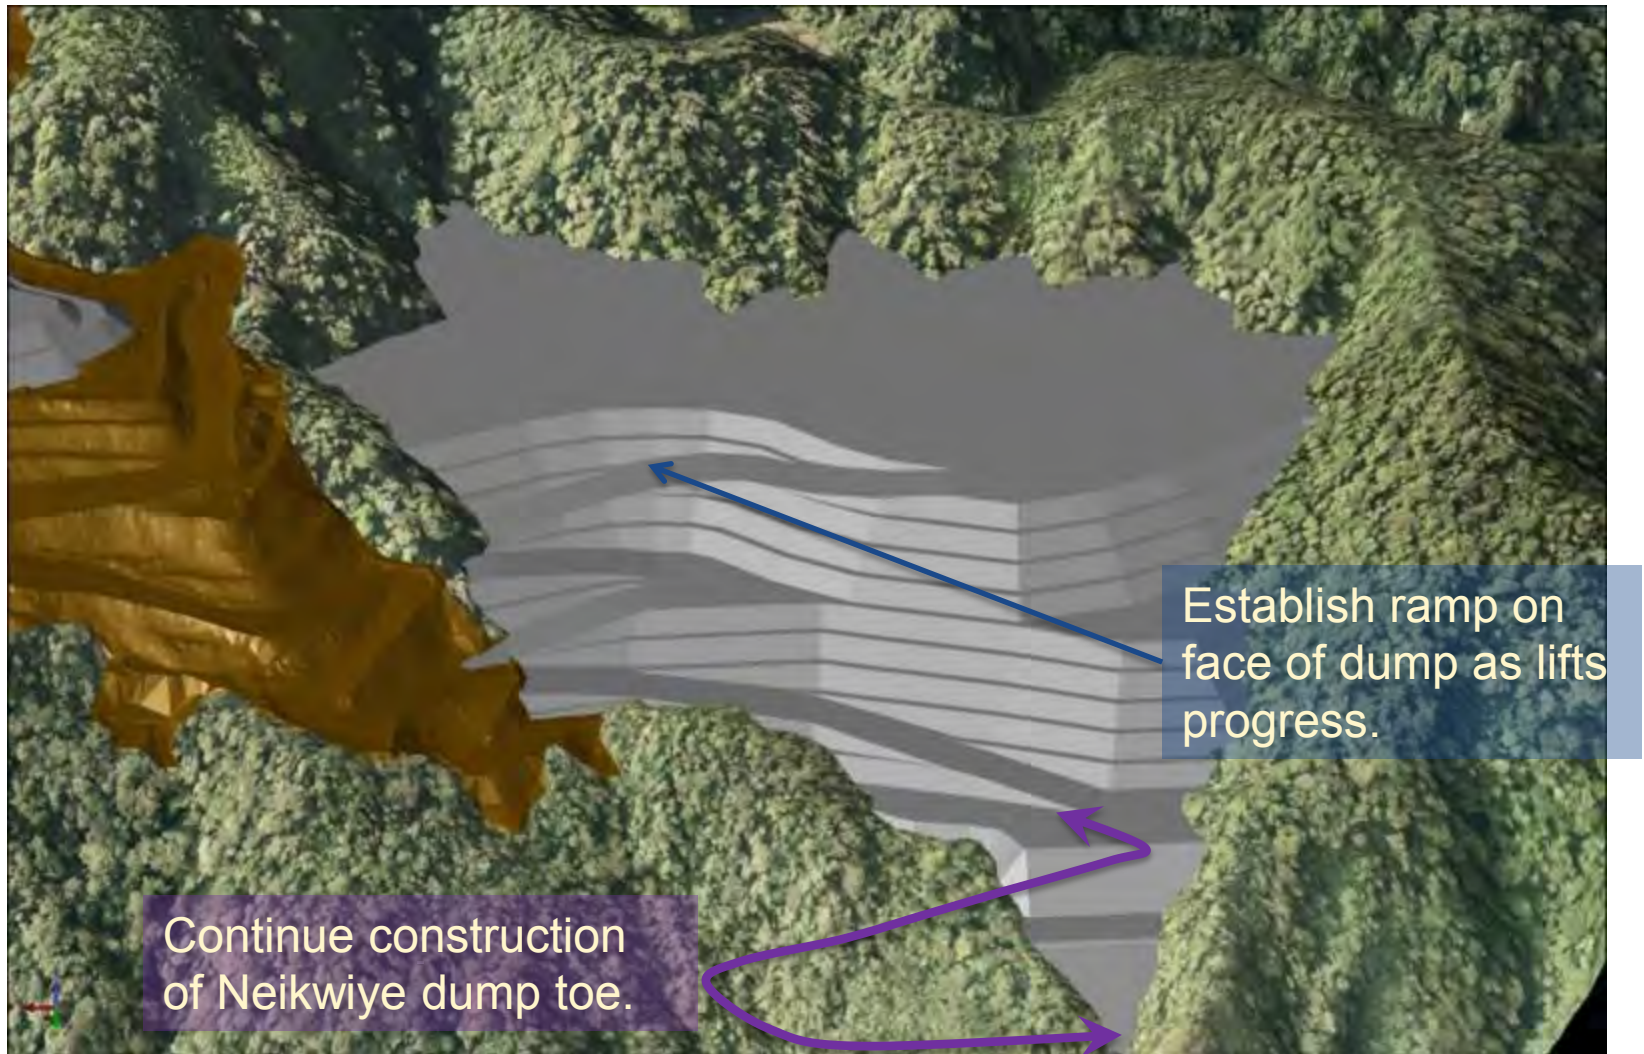 Establish ramp on
face of dump as lifts
progress.
Continue construction
of Neikwiye dump toe.